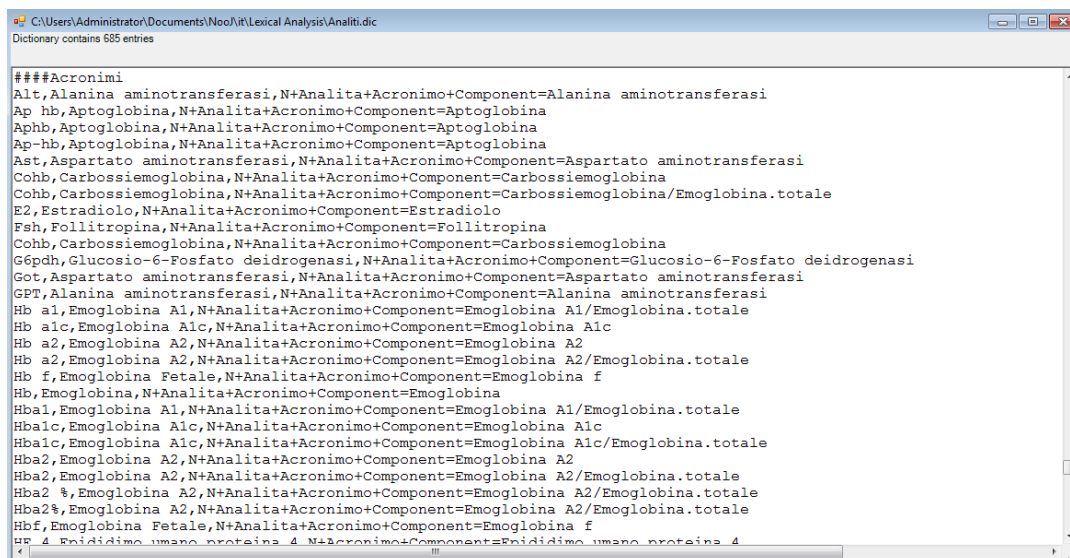 C:\Users\Administrator\Documents\NooJ\it\Lexical Analysis\Analiti.dic
Dictionary contains 685 entries
####Acronimi
Alt,Alanina aminotransferasi,N+Analita+Acronimo+Component=Alanina aminotransferasi
Ap hb,Aptoglobina,N+Analita+Acronimo+Component=Aptoglobina
Aphb,Aptoglobina,N+Analita+Acronimo+Component=Aptoglobina
Ap-hb,Aptoglobina,N+Analita+Acronimo+Component=Aptoglobina
Ast,Aspartato aminotransferasi,N+Analita+Acronimo+Component=Aspartato aminotransferasi
Cohb,Carbossiemoglobina,N+Analita+Acronimo+Component=Carbossiemoglobina
Cohb,Carbossiemoglobina,N+Analita+Acronimo+Component=Carbossiemoglobina/Emoglobina.totale
E2,Estradiolo,N+Analita+Acronimo+Component=Estradiolo
Fsh,Follitropina,N+Analita+Acronimo+Component=Follitropina
Cohb,Carbossiemoglobina,N+Analita+Acronimo+Component=Carbossiemoglobina
G6pdh,Glucosio-6-Fosfato deidrogenasi,N+Analita+Acronimo+Component=Glucosio-6-Fosfato deidrogenasi
Got,Aspartato aminotransferasi,N+Analita+Acronimo+Component=Aspartato aminotransferasi
GPT,Alanina aminotransferasi,N+Analita+Acronimo+Component=Alanina aminotransferasi
Hb a1,Emoglobina A1,N+Analita+Acronimo+Component=Emoglobina A1/Emoglobina.totale
Hb a1c,Emoglobina A1c,N+Analita+Acronimo+Component=Emoglobina A1c
Hb a2,Emoglobina A2,N+Analita+Acronimo+Component=Emoglobina A2
Hb a2,Emoglobina A2,N+Analita+Acronimo+Component=Emoglobina A2/Emoglobina.totale
Hb f,Emoglobina Fetale,N+Analita+Acronimo+Component=Emoglobina f
Hb,Emoglobina,N+Analita+Acronimo+Component=Emoglobina
Hba1,Emoglobina A1,N+Analita+Acronimo+Component=Emoglobina A1/Emoglobina.totale
Hba1c,Emoglobina A1c,N+Analita+Acronimo+Component=Emoglobina A1c
Hba1c,Emoglobina A1c,N+Analita+Acronimo+Component=Emoglobina A1c/Emoglobina.totale
Hba2,Emoglobina A2,N+Analita+Acronimo+Component=Emoglobina A2
Hba2,Emoglobina A2,N+Analita+Acronimo+Component=Emoglobina A2/Emoglobina.totale
Hba2 %,Emoglobina A2,N+Analita+Acronimo+Component=Emoglobina A2/Emoglobina.totale
Hba2%,Emoglobina A2,N+Analita+Acronimo+Component=Emoglobina A2/Emoglobina.totale
Hbf,Emoglobina Fetale,N+Analita+Acronimo+Component=Emoglobina f
HE 4,Epididimo umano proteina 4,N+Acronimo+Component=Epididimo umano proteina 4